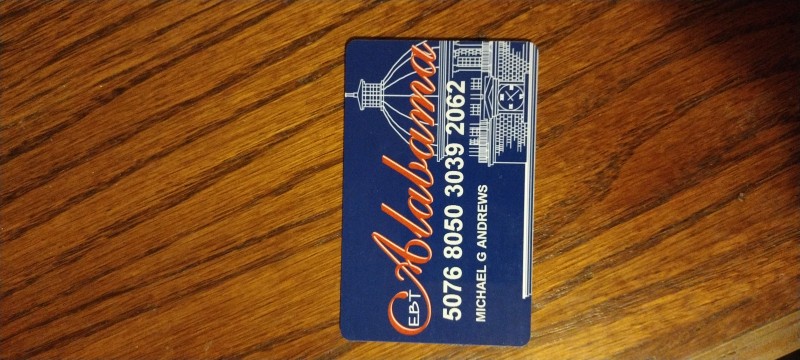 Alabama
EBT
5076 8050 3039 2062
MICHAEL G ANDREWS